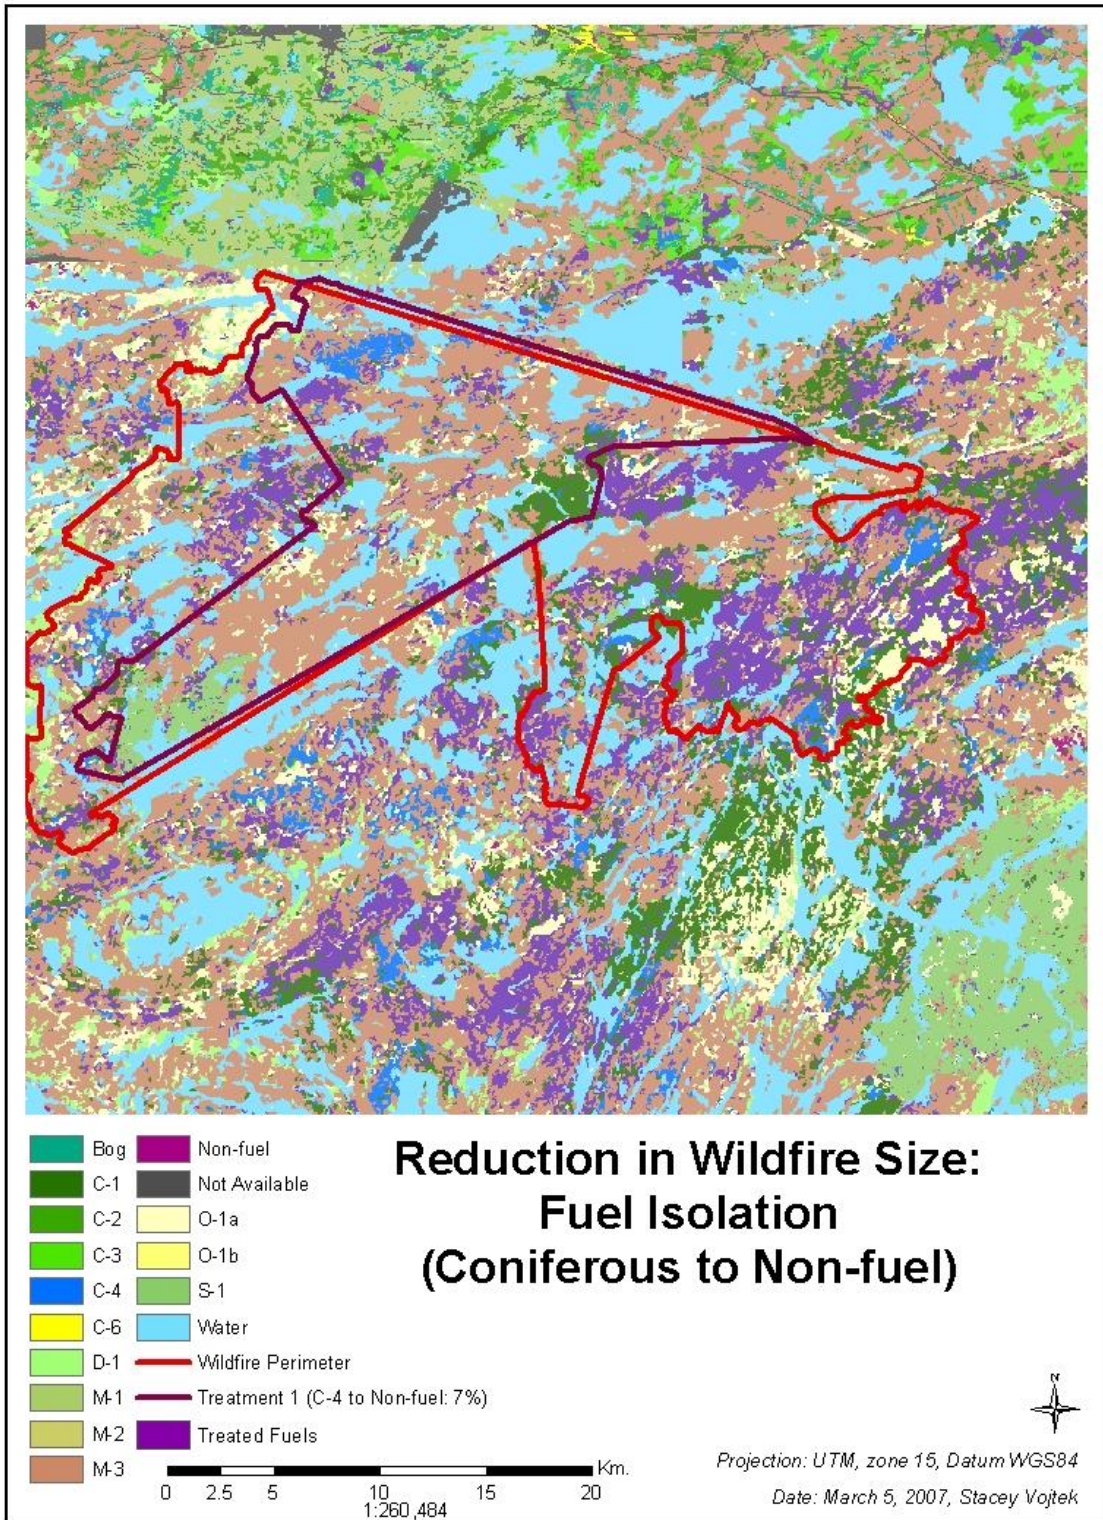 Bog
C-1
C-2
C-3
C-4
C-6
D-1
M-1
M-2
M-3
Non-fuel
Not Available
O-1a
O-1b
S-1
Water
Wildfire Perimeter
Treatment 1 (C-4 to Non-fuel: 7%)
Treated Fuels
Reduction in Wildfire Size:
Fuel Isolation
(Coniferous to Non-fuel)
Km.
0 2.5 5 10 15 20
1:260,484
N
Projection: UTM, zone 15, Datum WGS84
Date: March 5, 2007, Stacey Vojtek